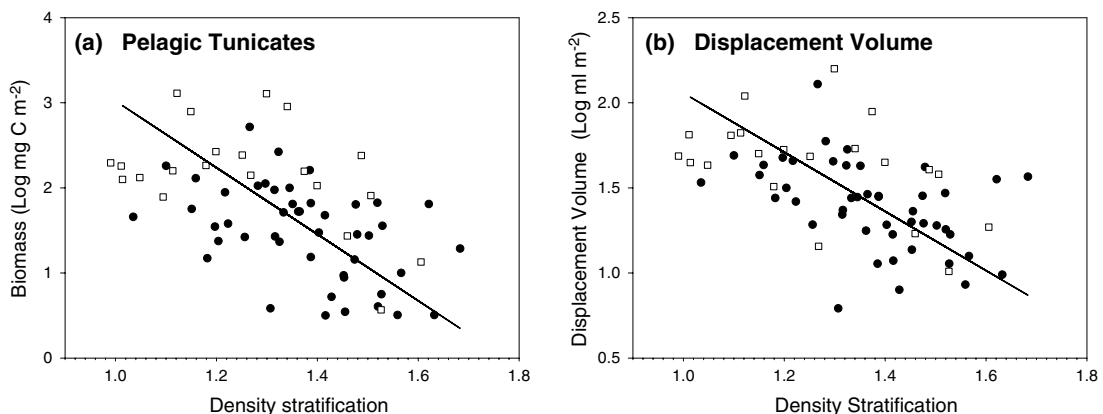 (a) Pelagic Tunicates
Biomass (Log mg C m-2)
4
3
2
1
0
1.0 1.2 1.4 1.6 1.8
Density stratification
(b) Displacement Volume
Displacement Volume (Log ml m-2)
2.5
2.0
1.5
1.0
0.5
1.0 1.2 1.4 1.6 1.8
Density Stratification